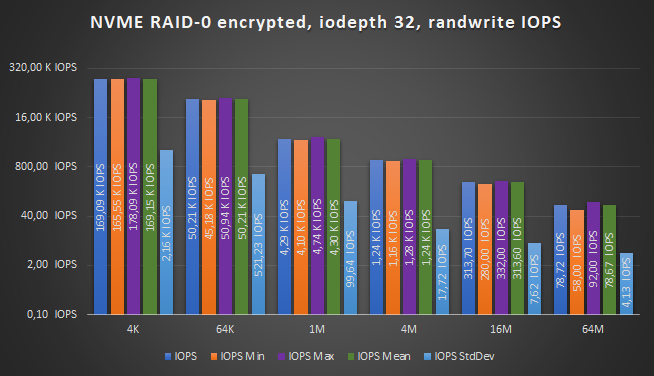 NVME RAID-0 encrypted, iodepth 32, randwrite IOPS
320,00 K IOPS
16,00 K IOPS
800,00 IOPS
40,00 IOPS
2,00 IOPS
0,10 IOPS
169,09 K IOPS
165,55 K IOPS
178,09 K IOPS
169,15 K IOPS
2,16 K IOPS
50,21 K IOPS
45,18 K IOPS
50,94 K IOPS
50,21 K IOPS
521,23 IOPS
4,29 K IOPS
4,10 K IOPS
4,74 K IOPS
4,30 K IOPS
99,64 IOPS
1,24 K IOPS
1,16 K IOPS
1,28 K IOPS
1,24 K IOPS
17,72 IOPS
313,70 IOPS
280,00 IOPS
332,00 IOPS
313,60 IOPS
7,62 IOPS
78,72 IOPS
58,00 IOPS
92,00 IOPS
78,67 IOPS
4,13 IOPS
4K 64K 1M 4M 16M 64M
IOPS IOPS Min IOPS Max IOPS Mean IOPS StdDev